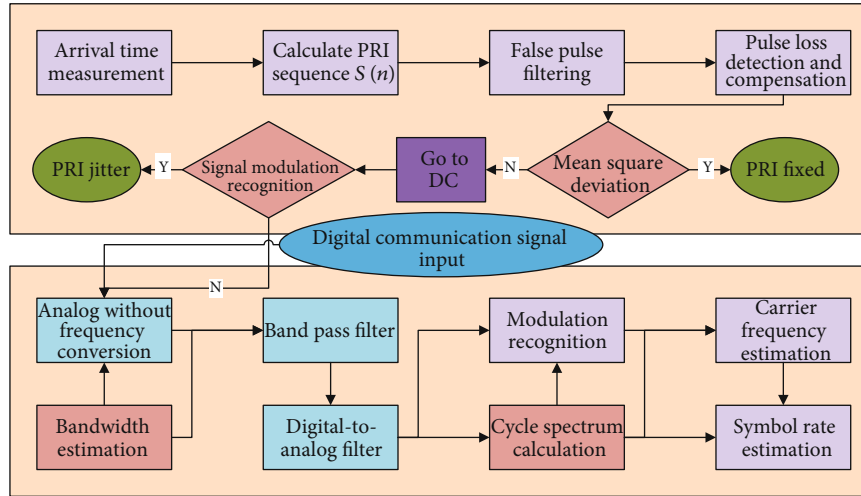 Arrival time
measurement
Calculate PRI
sequence S (n)
False pulse
filtering
Pulse loss
detection and
compensation
PRI jitter
Y
Signal modulation
recognition
Go to
DC
N
Mean square
deviation
Y
PRI fixed
Digital communication signal
input
N
Analog without
frequency
conversion
Band pass filter
Modulation
recognition
Carrier
frequency
estimation
Bandwidth
estimation
Digital-to-
analog filter
Cycle spectrum
calculation
Symbol rate
estimation